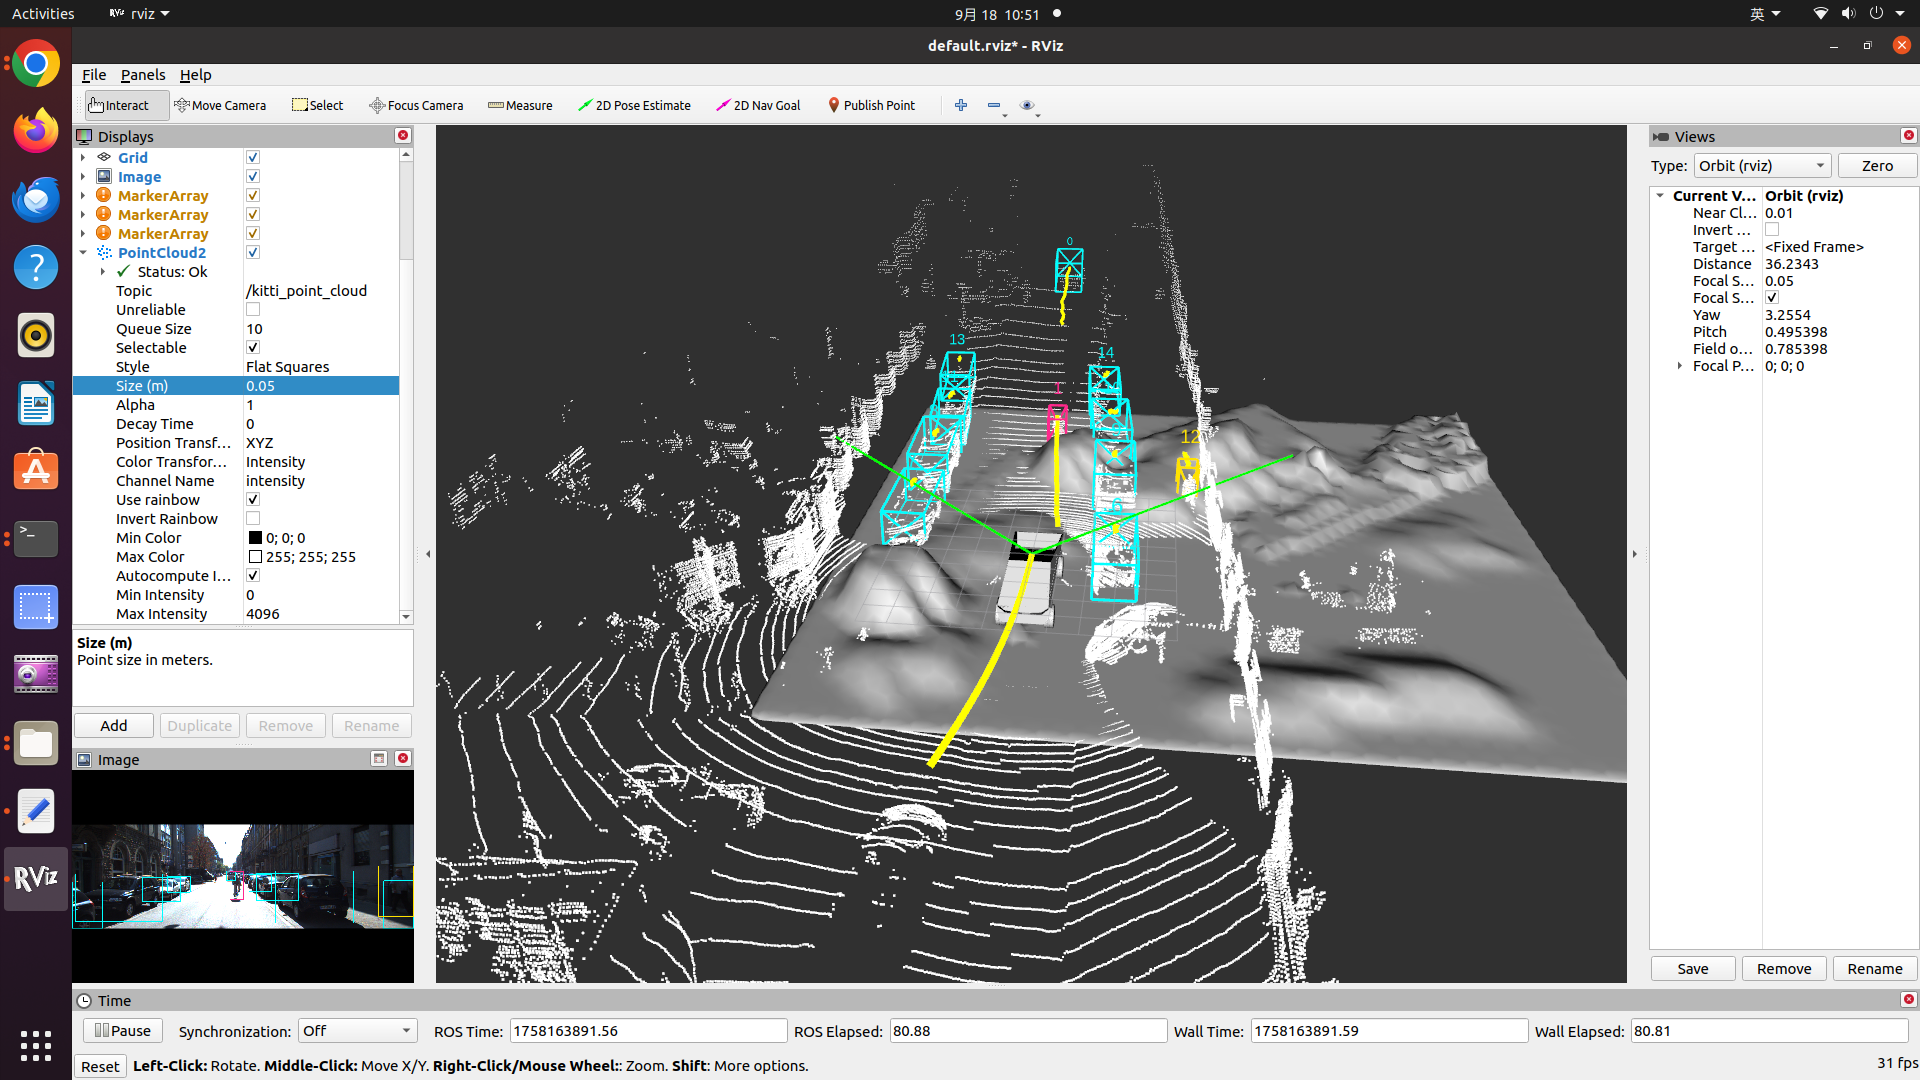 Activities
RViz rviz
9月 18 10:51
英
default.rviz* - RViz
File Panels Help
Interact Move Camera Select Focus Camera Measure 2D Pose Estimate 2D Nav Goal Publish Point
Displays
Grid
Image
MarkerArray
MarkerArray
MarkerArray
PointCloud2
Status: Ok
Topic /kitti_point_cloud
Unreliable
Queue Size 10
Selectable
Style Flat Squares
Size (m) 0.05
Alpha 1
Decay Time 0
Position Transf... XYZ
Color Transfor... Intensity
Channel Name intensity
Use rainbow
Invert Rainbow
Min Color 0; 0; 0
Max Color 255; 255; 255
Autocompute I...
Min Intensity 0
Max Intensity 4096
Size (m)
Point size in meters.
Add Duplicate Remove Rename
Image
RViz
0
13
14
1
12
6
Views
Type: Orbit (rviz) Zero
Current V... Orbit (rviz)
Near Cl... 0.01
Invert ...
Target ... <Fixed Frame>
Distance 36.2343
Focal S... 0.05
Focal S...
Yaw 3.2554
Pitch 0.495398
Field o... 0.785398
Focal P... 0; 0; 0
Save Remove Rename
Time
Pause Synchronization: Off ROS Time: 1758163891.56 ROS Elapsed: 80.88 Wall Time: 1758163891.59 Wall Elapsed: 80.81
Reset Left-Click: Rotate. Middle-Click: Move X/Y. Right-Click/Mouse Wheel:: Zoom. Shift: More options.
31 fps